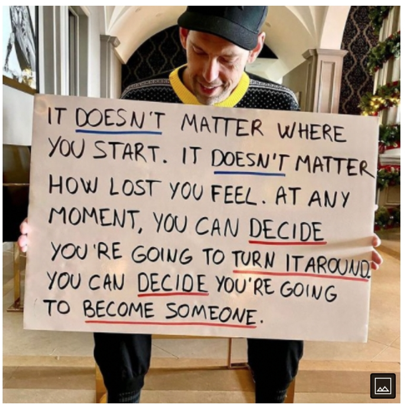 IT DOESN'T MATTER WHERE
YOU START. IT DOESN'T MATTER
HOW LOST YOU FEEL. AT ANY
MOMENT, YOU CAN DECIDE
YOU'RE GOING TO TURN IT AROUND
YOU CAN DECIDE YOU'RE GOING
TO BECOME SOMEONE.